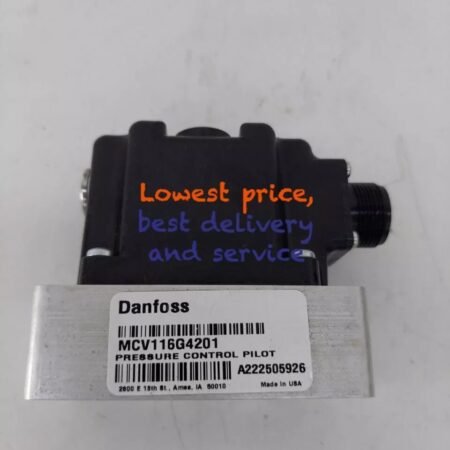 Lowest price,
best delivery
and service
Danfoss
MCV116G4201
PRESSURE CONTROL PILOT
A222505926
2800 E 13th St., Ames, IA 50010
Made In USA